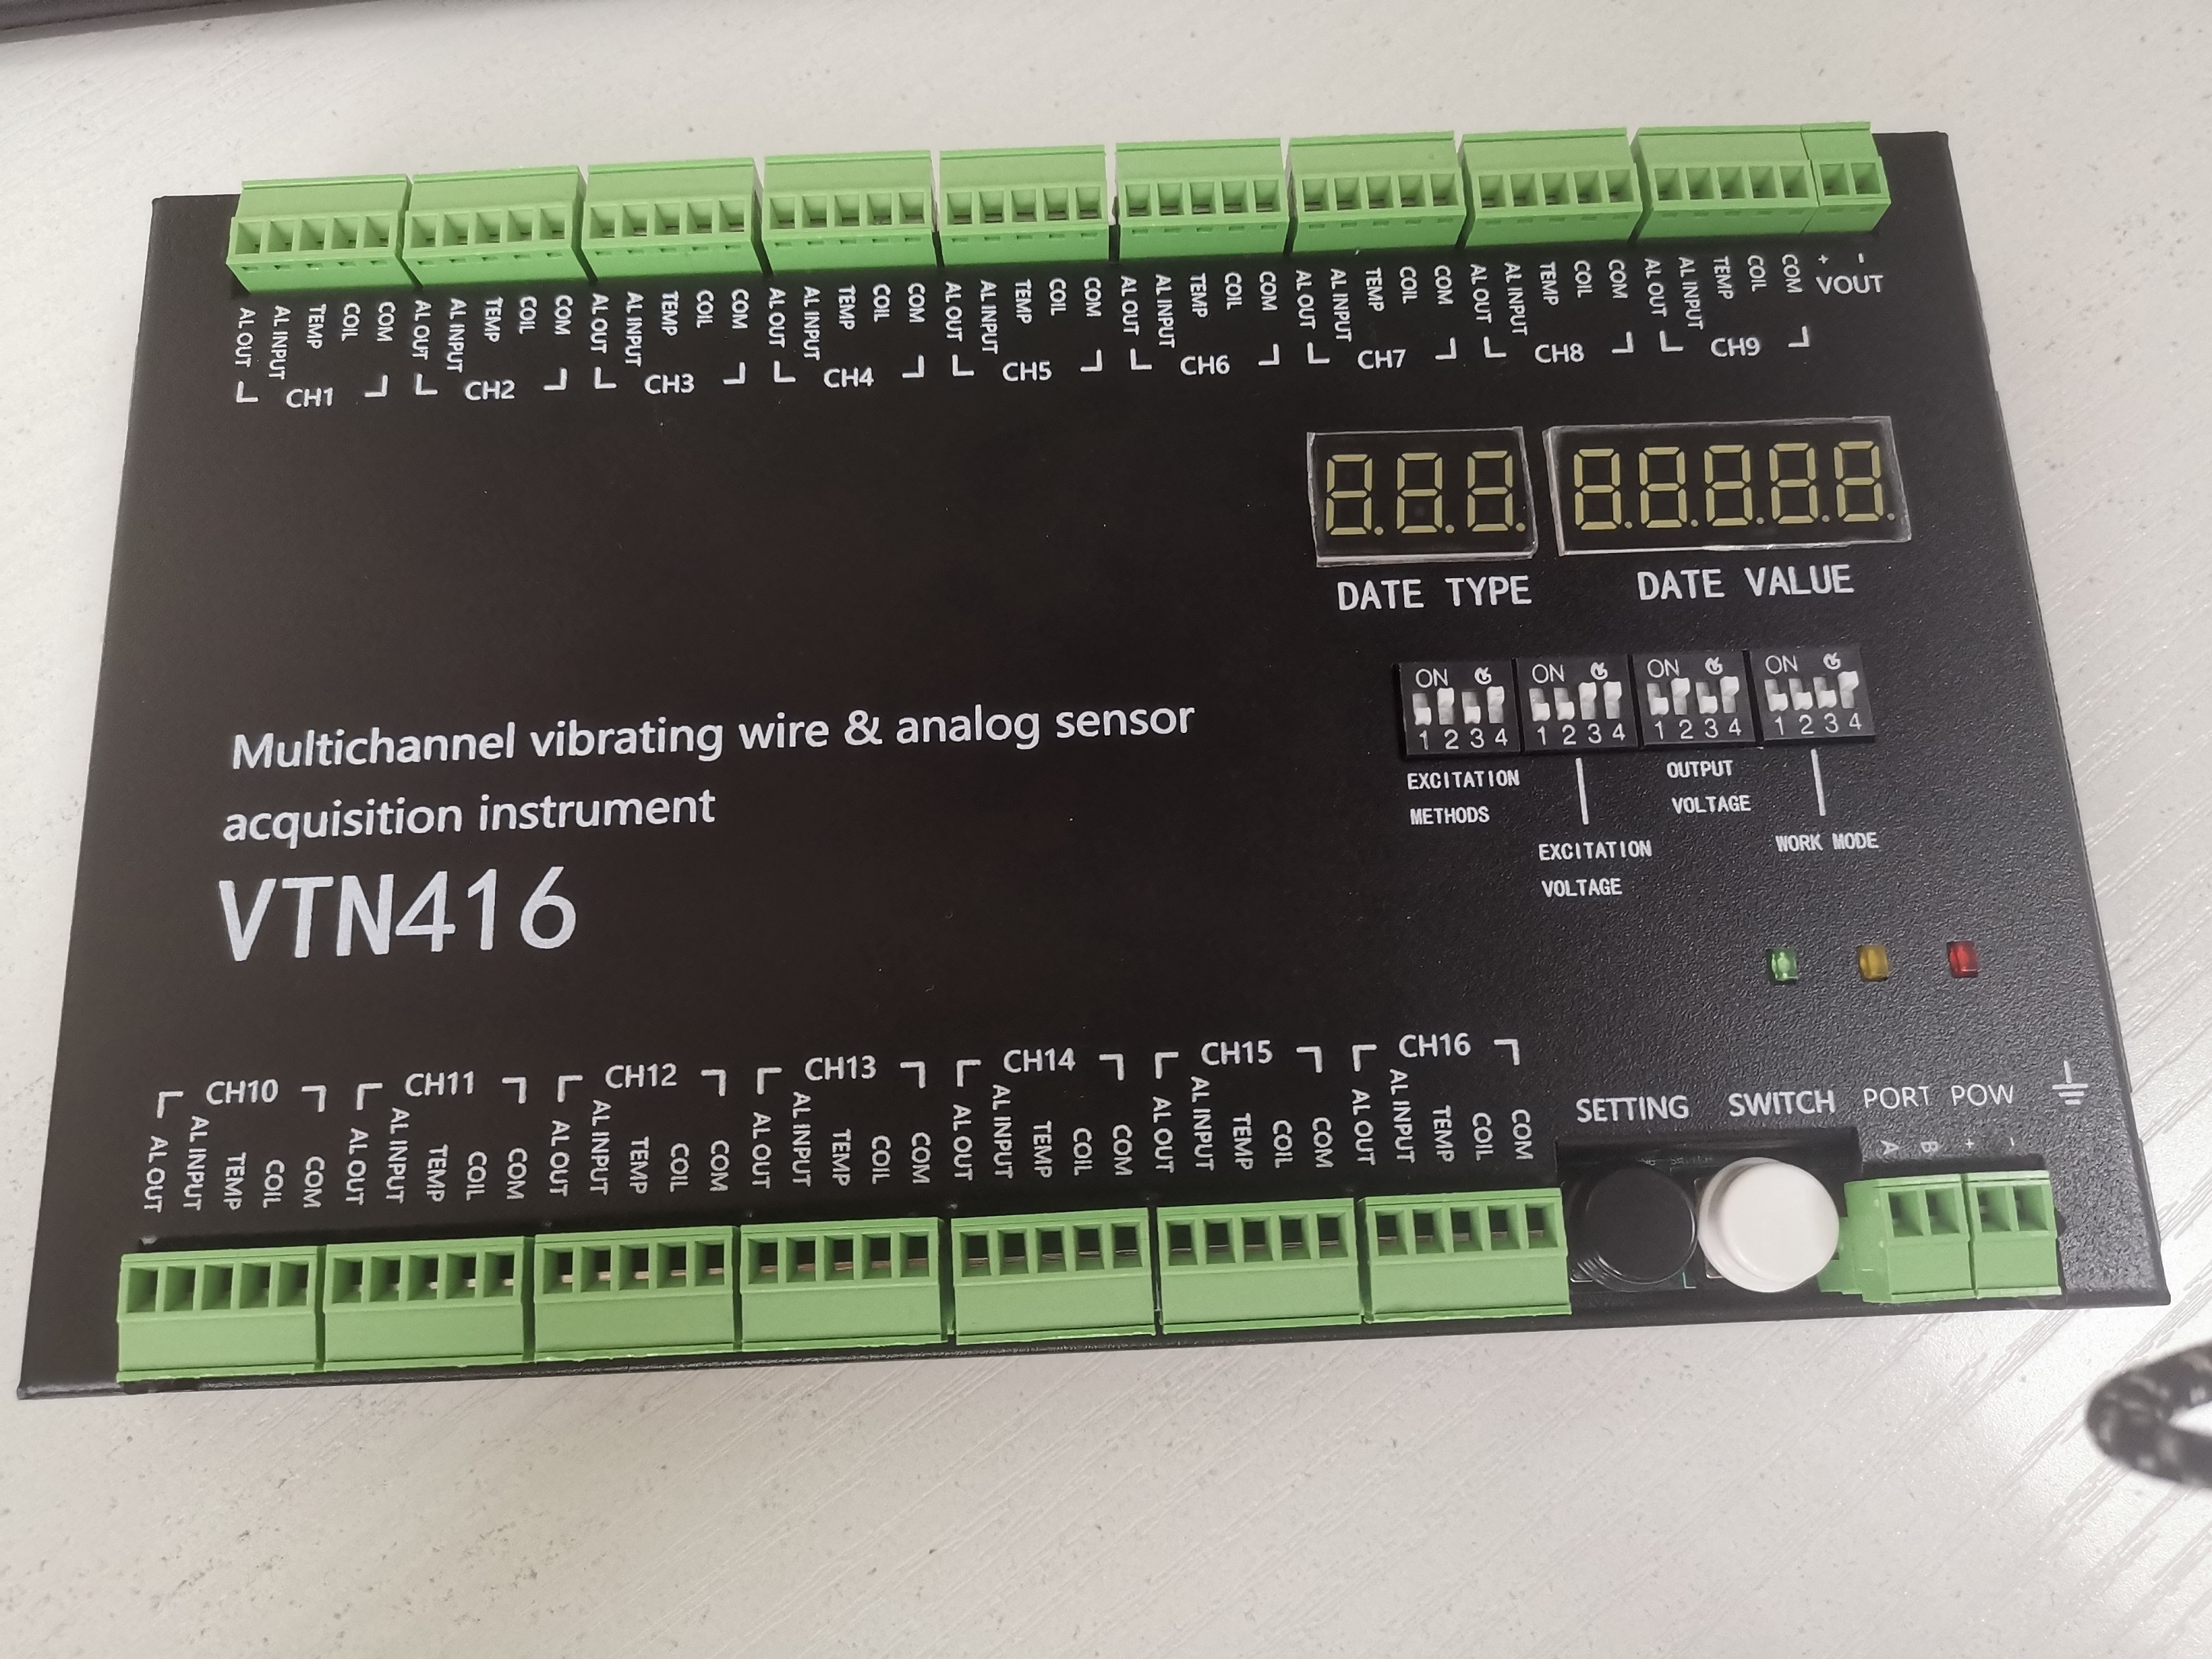 AL OUT AL INPUT TEMP COIL COM AL OUT AL INPUT TEMP COIL COM AL OUT AL INPUT TEMP COIL COM AL OUT AL INPUT TEMP COIL COM AL OUT AL INPUT TEMP COIL COM AL OUT AL INPUT TEMP COIL COM AL OUT AL INPUT TEMP COIL COM AL OUT AL INPUT TEMP COIL COM AL OUT AL INPUT TEMP COIL COM + -
VOUT
CH1 CH2 CH3 CH4 CH5 CH6 CH7 CH8 CH9
DATE TYPE DATE VALUE
ON ON ON ON
1 2 3 4 1 2 3 4 1 2 3 4 1 2 3 4
EXCITATION
METHODS
EXCITATION
VOLTAGE
OUTPUT
VOLTAGE
WORK MODE
Multichannel vibrating wire & analog sensor
acquisition instrument
VTN416
CH10 CH11 CH12 CH13 CH14 CH15 CH16
AL OUT AL INPUT TEMP COIL COM AL OUT AL INPUT TEMP COIL COM AL OUT AL INPUT TEMP COIL COM AL OUT AL INPUT TEMP COIL COM AL OUT AL INPUT TEMP COIL COM AL OUT AL INPUT TEMP COIL COM AL OUT AL INPUT TEMP COIL COM
SETTING SWITCH PORT POW
A B + -